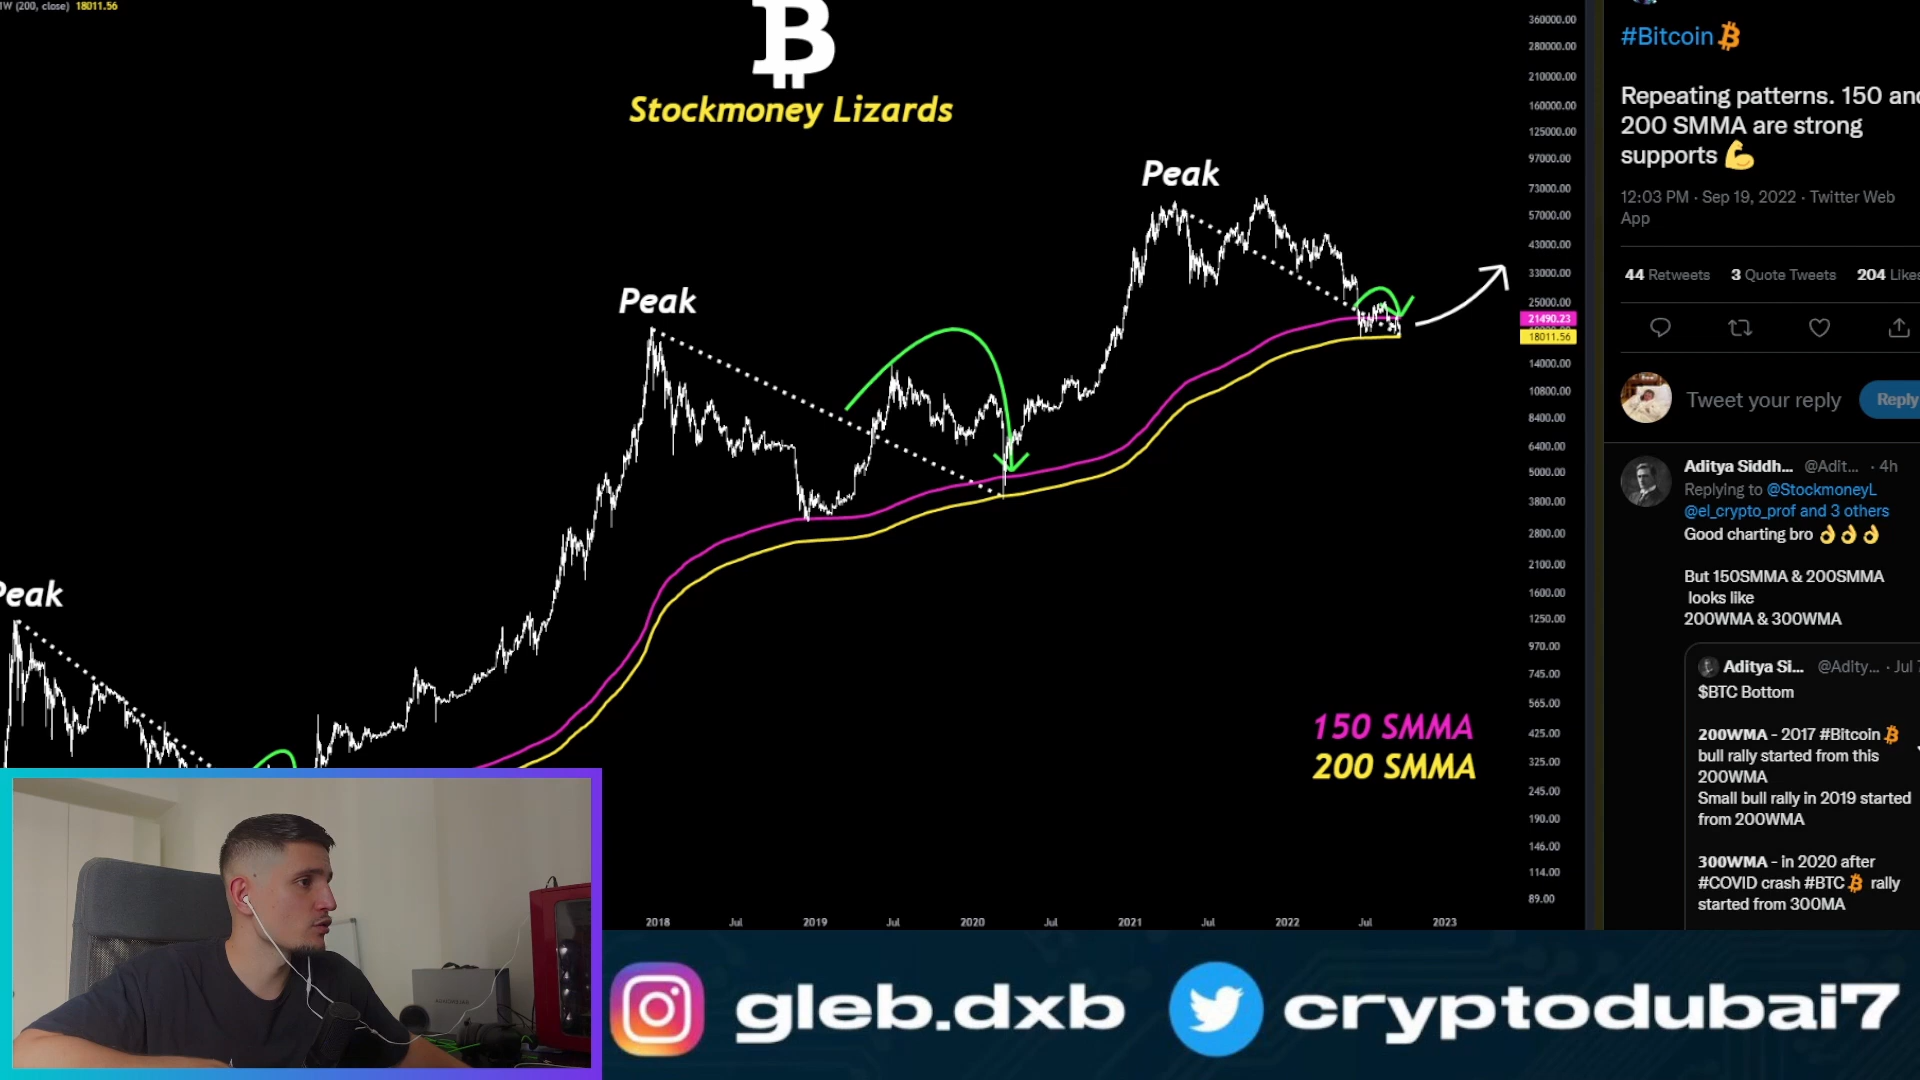 1W (200, close) 18011.56
Stockmoney Lizards
Peak
Peak
Peak
150 SMMA
200 SMMA
360000.00
280000.00
210000.00
160000.00
125000.00
97000.00
73000.00
57000.00
43000.00
33000.00
25000.00
21490.23
18011.56
14000.00
10800.00
8400.00
6400.00
5000.00
3800.00
2800.00
2100.00
1600.00
1250.00
970.00
745.00
565.00
425.00
325.00
245.00
190.00
146.00
114.00
89.00
2018 Jul 2019 Jul 2020 Jul 2021 Jul 2022 Jul 2023
#Bitcoin
Repeating patterns. 150 and
200 SMMA are strong
supports 💪
12:03 PM · Sep 19, 2022 · Twitter Web
App
44 Retweets 3 Quote Tweets 204 Likes
Tweet your reply
Reply
Aditya Siddh... @Adit... · 4h
Replying to @StockmoneyL
@el_crypto_prof and 3 others
Good charting bro 👌👌👌
But 150SMMA & 200SMMA
looks like
200WMA & 300WMA
Aditya Si... @Adity... · Jul
$BTC Bottom
200WMA - 2017 #Bitcoin
bull rally started from this
200WMA
Small bull rally in 2019 started
from 200WMA
300WMA - in 2020 after
#COVID crash #BTC rally
started from 300MA
gleb.dxb
cryptodubai7